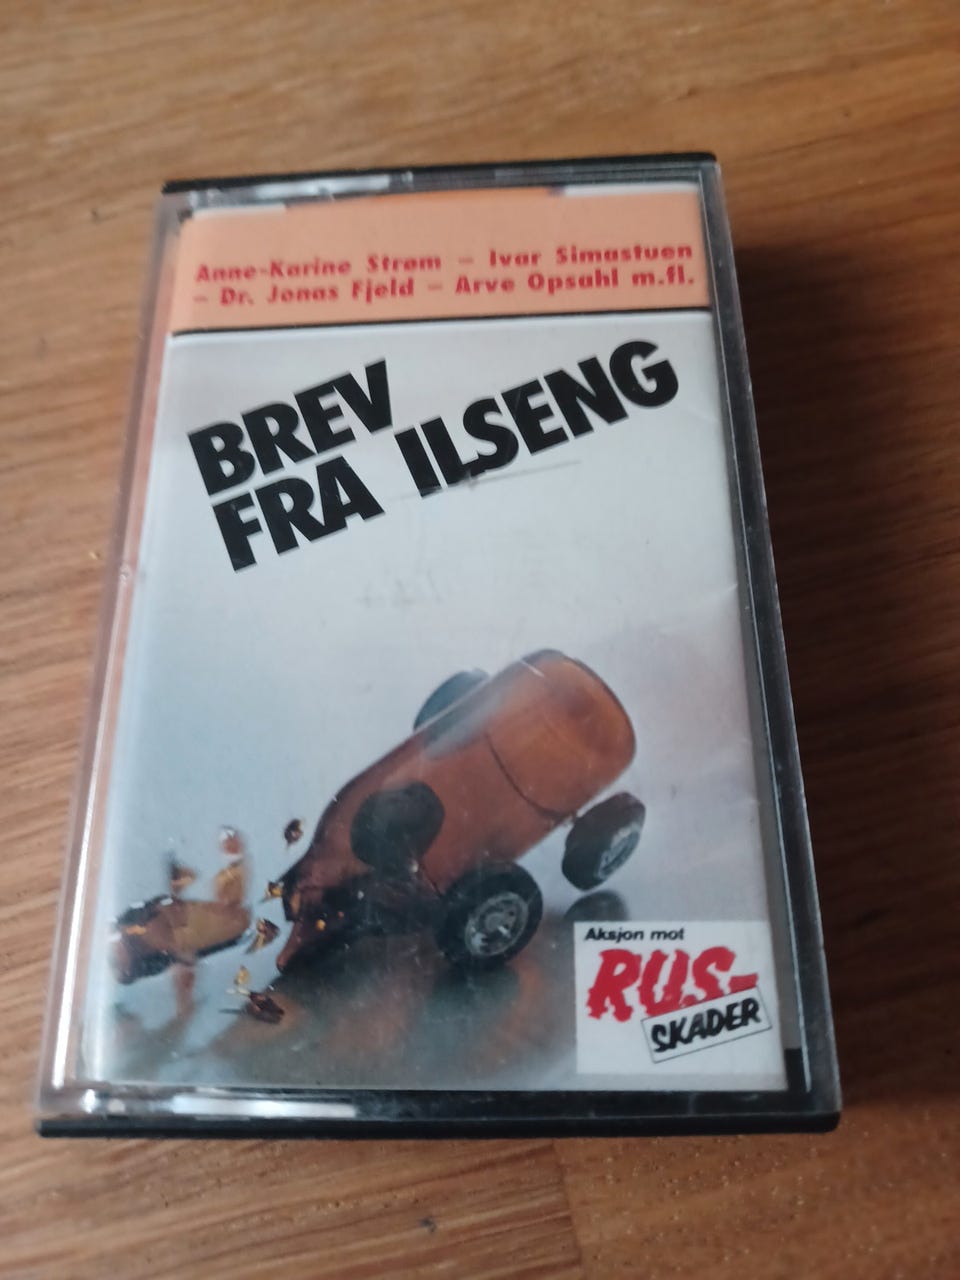 Anne-Karine Strøm – Ivar Simastuen
– Dr. Jonas Fjeld – Arve Opsahl m.fl.
BREV
FRA ILSENG
Aksjon mot
RUS-
SKADER